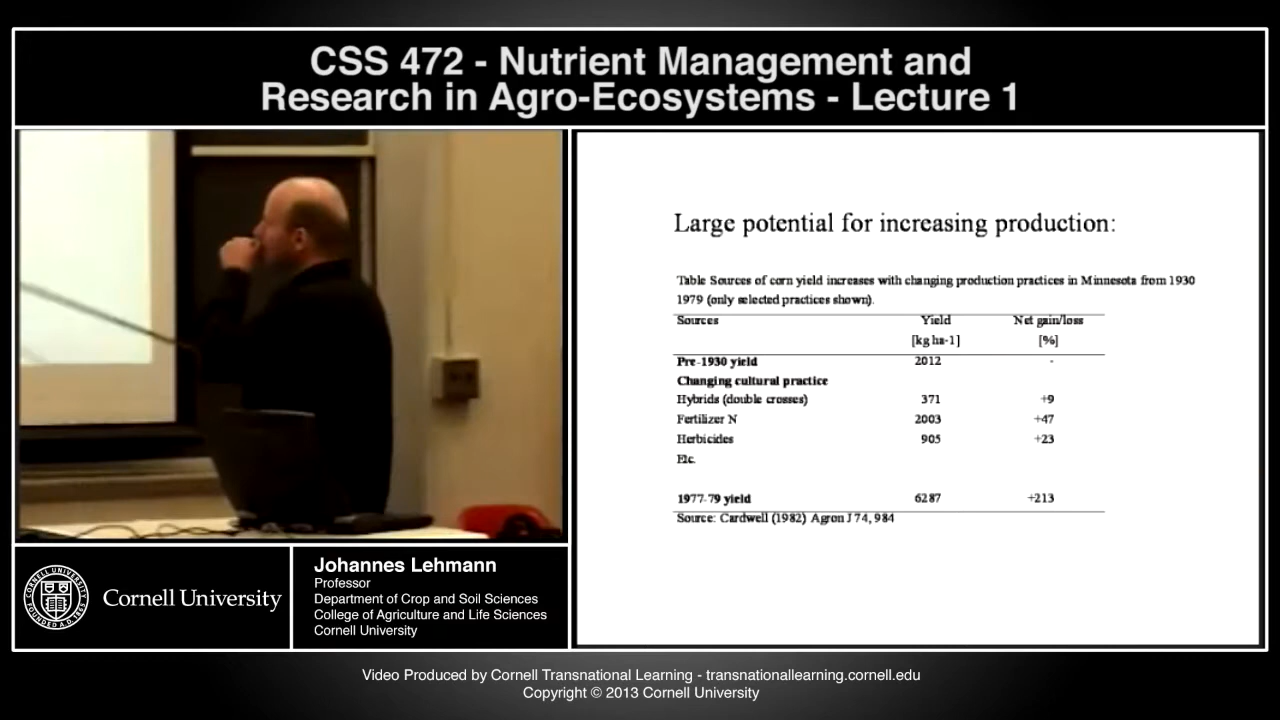 CSS 472 - Nutrient Management and
Research in Agro-Ecosystems - Lecture 1
Large potential for increasing production:
Table Sources of corn yield increases with changing production practices in Minnesota from 1930
1979 (only selected practices shown).
Sources Yield Net gain/loss
[kg ha-1] [%]
Pre-1930 yield 2012 -
Changing cultural practice
Hybrids (double crosses) 371 +9
Fertilizer N 2003 +47
Herbicides 905 +23
Etc.
1977-79 yield 6287 +213
Source: Cardwell (1982) Agron J 74, 984
CORNELL UNIVERSITY
FOUNDED A.D. 1865
Cornell University
Johannes Lehmann
Professor
Department of Crop and Soil Sciences
College of Agriculture and Life Sciences
Cornell University
Video Produced by Cornell Transnational Learning - transnationallearning.cornell.edu
Copyright © 2013 Cornell University